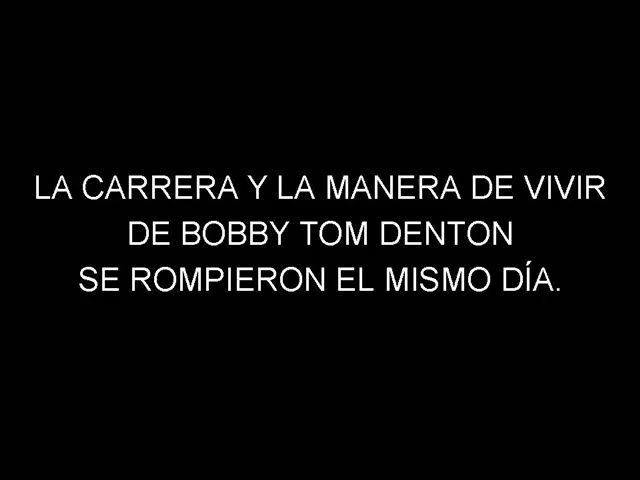 LA CARRERA Y LA MANERA DE VIVIR
DE BOBBY TOM DENTON
SE ROMPIERON EL MISMO DÍA.